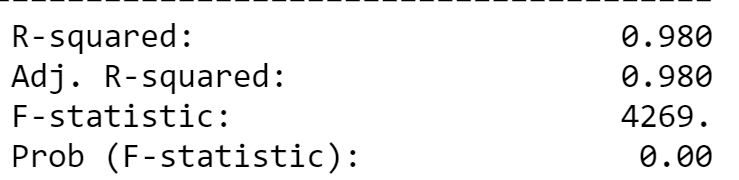 R-squared: 0.980
Adj. R-squared: 0.980
F-statistic: 4269.
Prob (F-statistic): 0.00